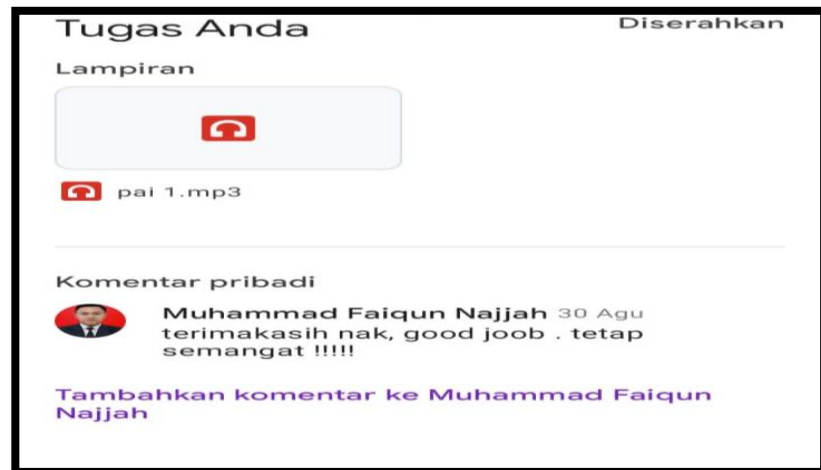 Tugas Anda
Diserahkan
Lampiran
pai 1.mp3
Komentar pribadi
Muhammad Faiqun Najjah 30 Agu
terimakasih nak, good joob . tetap
semangat !!!!!
Tambahkan komentar ke Muhammad Faiqun
Najjah